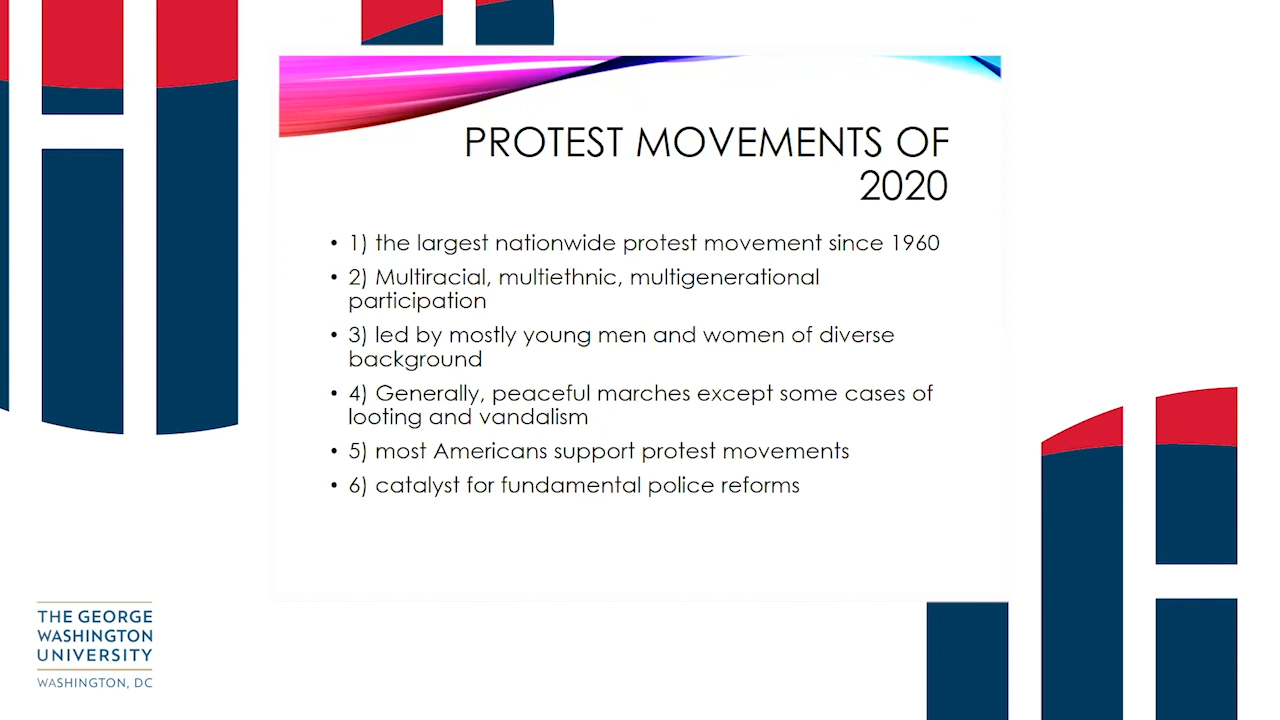 PROTEST MOVEMENTS OF
2020
• 1) the largest nationwide protest movement since 1960
• 2) Multiracial, multiethnic, multigenerational
participation
• 3) led by mostly young men and women of diverse
background
• 4) Generally, peaceful marches except some cases of
looting and vandalism
• 5) most Americans support protest movements
• 6) catalyst for fundamental police reforms
THE GEORGE
WASHINGTON
UNIVERSITY
WASHINGTON, DC